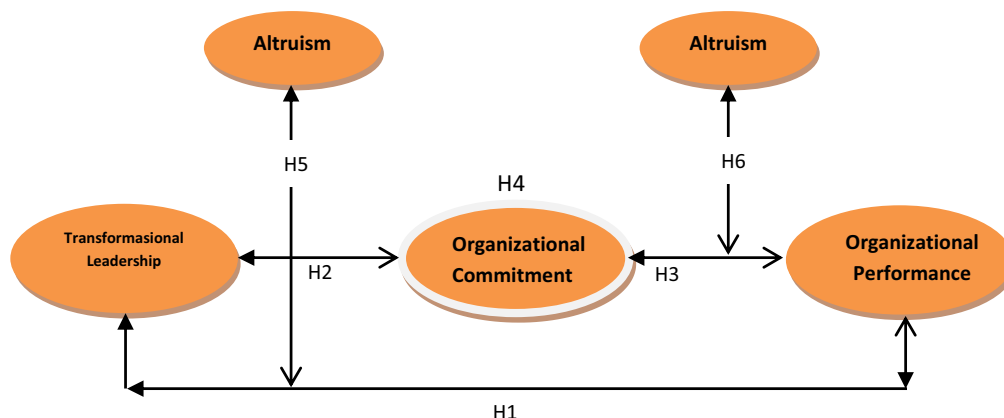 Altruism
Altruism
H5
H6
H4
Transformasional
Leadership
Organizational
Commitment
Organizational
Performance
H2
H3
H1